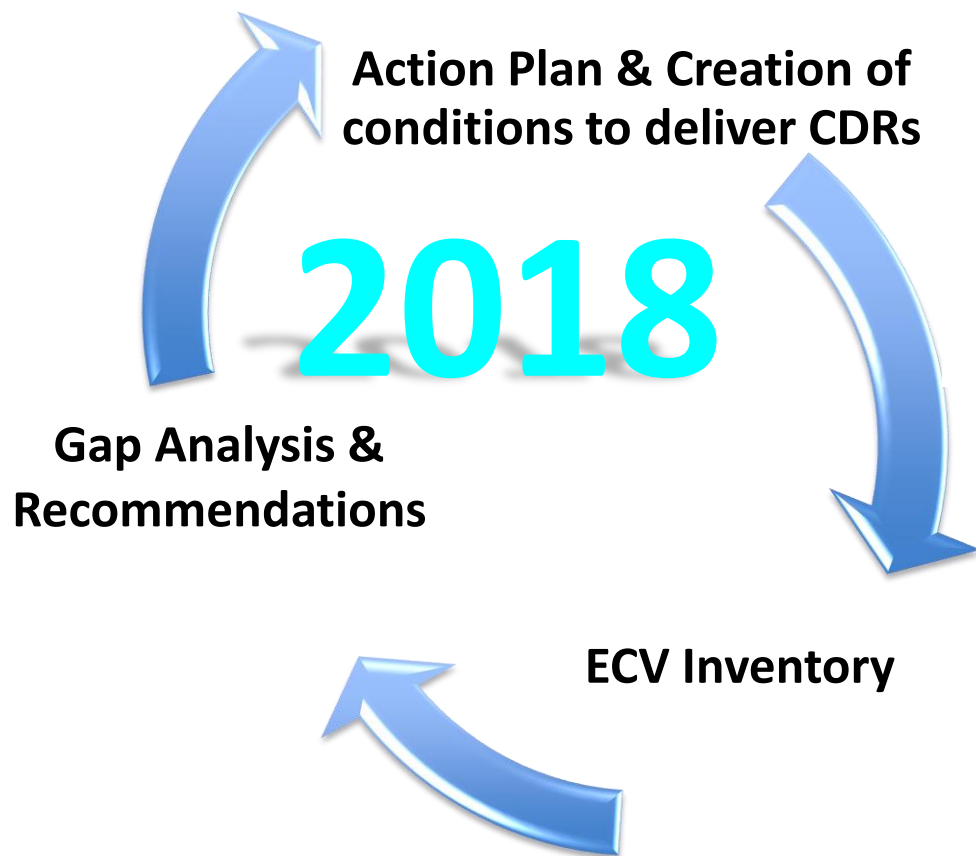 Action Plan & Creation of
conditions to deliver CDRs
2018
Gap Analysis &
Recommendations
ECV Inventory